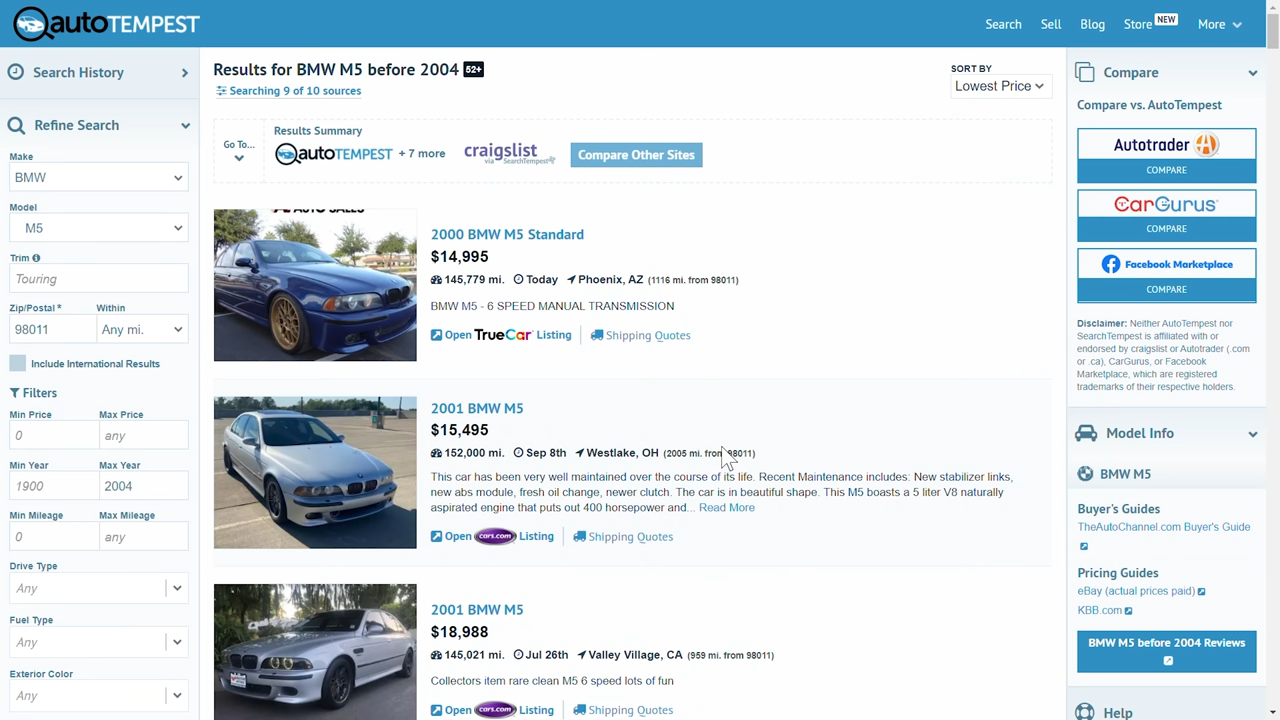 autoTEMPEST
Search
Sell
Blog
Store NEW
More
Search History
Refine Search
Make
BMW
Model
M5
Trim
Touring
Zip/Postal * Within
98011 Any mi.
Include International Results
Filters
Min Price Max Price
0 any
Min Year Max Year
1900 2004
Min Mileage Max Mileage
0 any
Drive Type
Any
Fuel Type
Any
Exterior Color
Any
Results for BMW M5 before 2004 52+
Searching 9 of 10 sources
SORT BY
Lowest Price
Go To...
Results Summary
autoTEMPEST + 7 more
craigslist
via SearchTempest
Compare Other Sites
2000 BMW M5 Standard
$14,995
145,779 mi. Today Phoenix, AZ (1116 mi. from 98011)
BMW M5 - 6 SPEED MANUAL TRANSMISSION
Open TrueCar Listing Shipping Quotes
2001 BMW M5
$15,495
152,000 mi. Sep 8th Westlake, OH (2005 mi. from 98011)
This car has been very well maintained over the course of its life. Recent Maintenance includes: New stabilizer links,
new abs module, fresh oil change, newer clutch. The car is in beautiful shape. This M5 boasts a 5 liter V8 naturally
aspirated engine that puts out 400 horsepower and... Read More
Open cars.com Listing Shipping Quotes
2001 BMW M5
$18,988
145,021 mi. Jul 26th Valley Village, CA (959 mi. from 98011)
Collectors item rare clean M5 6 speed lots of fun
Open cars.com Listing Shipping Quotes
Compare
Compare vs. AutoTempest
Autotrader
COMPARE
CarGurus
COMPARE
Facebook Marketplace
COMPARE
Disclaimer: Neither AutoTempest nor
SearchTempest is affiliated with or
endorsed by craigslist or Autotrader (.com
or .ca), CarGurus, or Facebook
Marketplace, which are registered
trademarks of their respective holders.
Model Info
BMW M5
Buyer's Guides
TheAutoChannel.com Buyer's Guide
Pricing Guides
eBay (actual prices paid)
KBB.com
BMW M5 before 2004 Reviews
Help